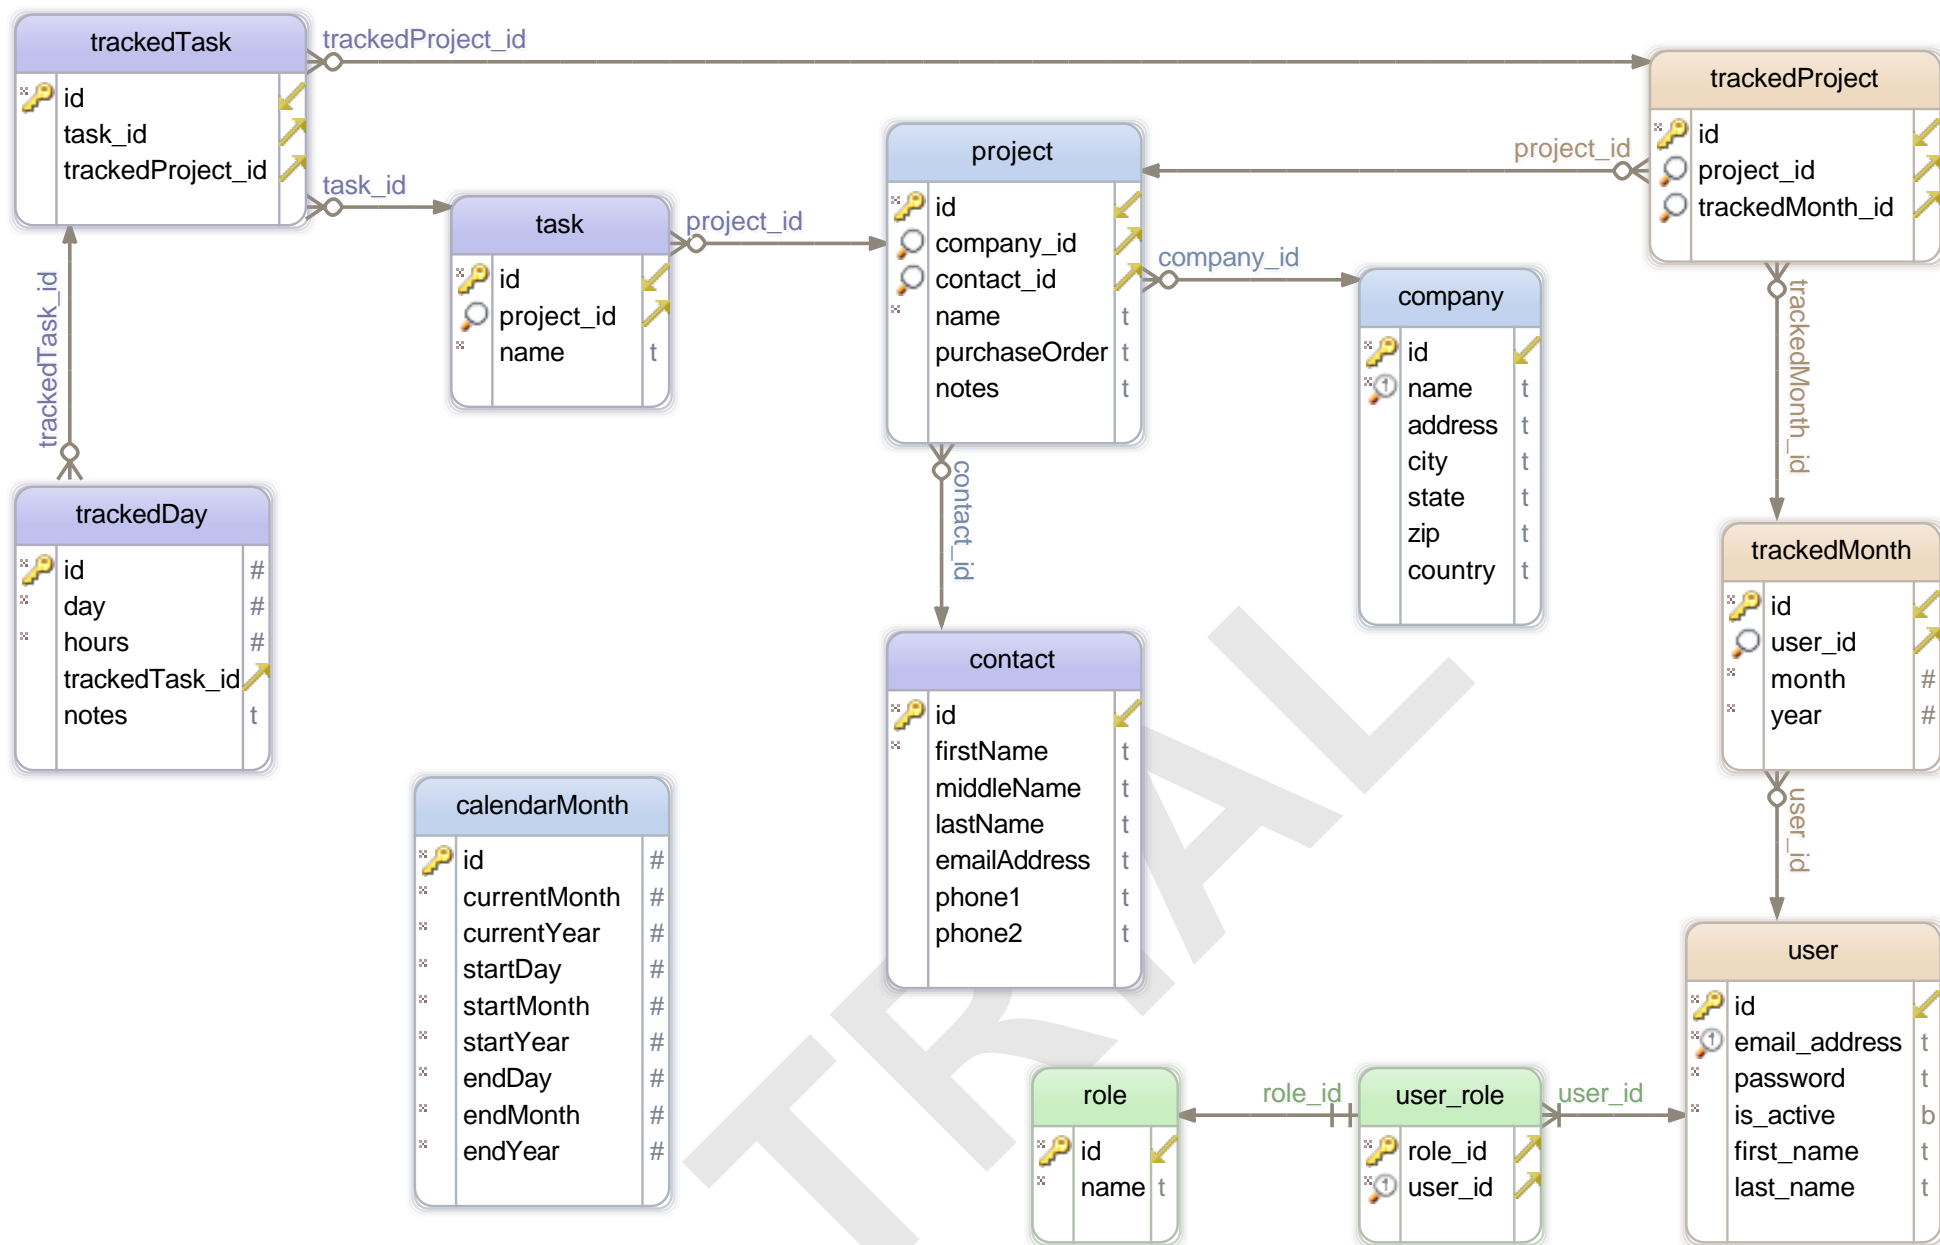 trackedTask
id
task_id
trackedProject_id
trackedProject_id
task_id
trackedTask_id
trackedDay
id #
day #
hours #
trackedTask_id
notes t
task
id
project_id
name t
project_id
project
id
company_id
contact_id
name t
purchaseOrder t
notes t
project_id
company_id
contact_id
company
id
name t
address t
city t
state t
zip t
country t
trackedProject
id
project_id
trackedMonth_id
trackedMonth_id
trackedMonth
id
user_id
month #
year #
user_id
contact
id
firstName t
middleName t
lastName t
emailAddress t
phone1 t
phone2 t
calendarMonth
id #
currentMonth #
currentYear #
startDay #
startMonth #
startYear #
endDay #
endMonth #
endYear #
role
id
name t
role_id
user_role
role_id
user_id
user_id
user
id
email_address t
password t
is_active b
first_name t
last_name t
TRIAL